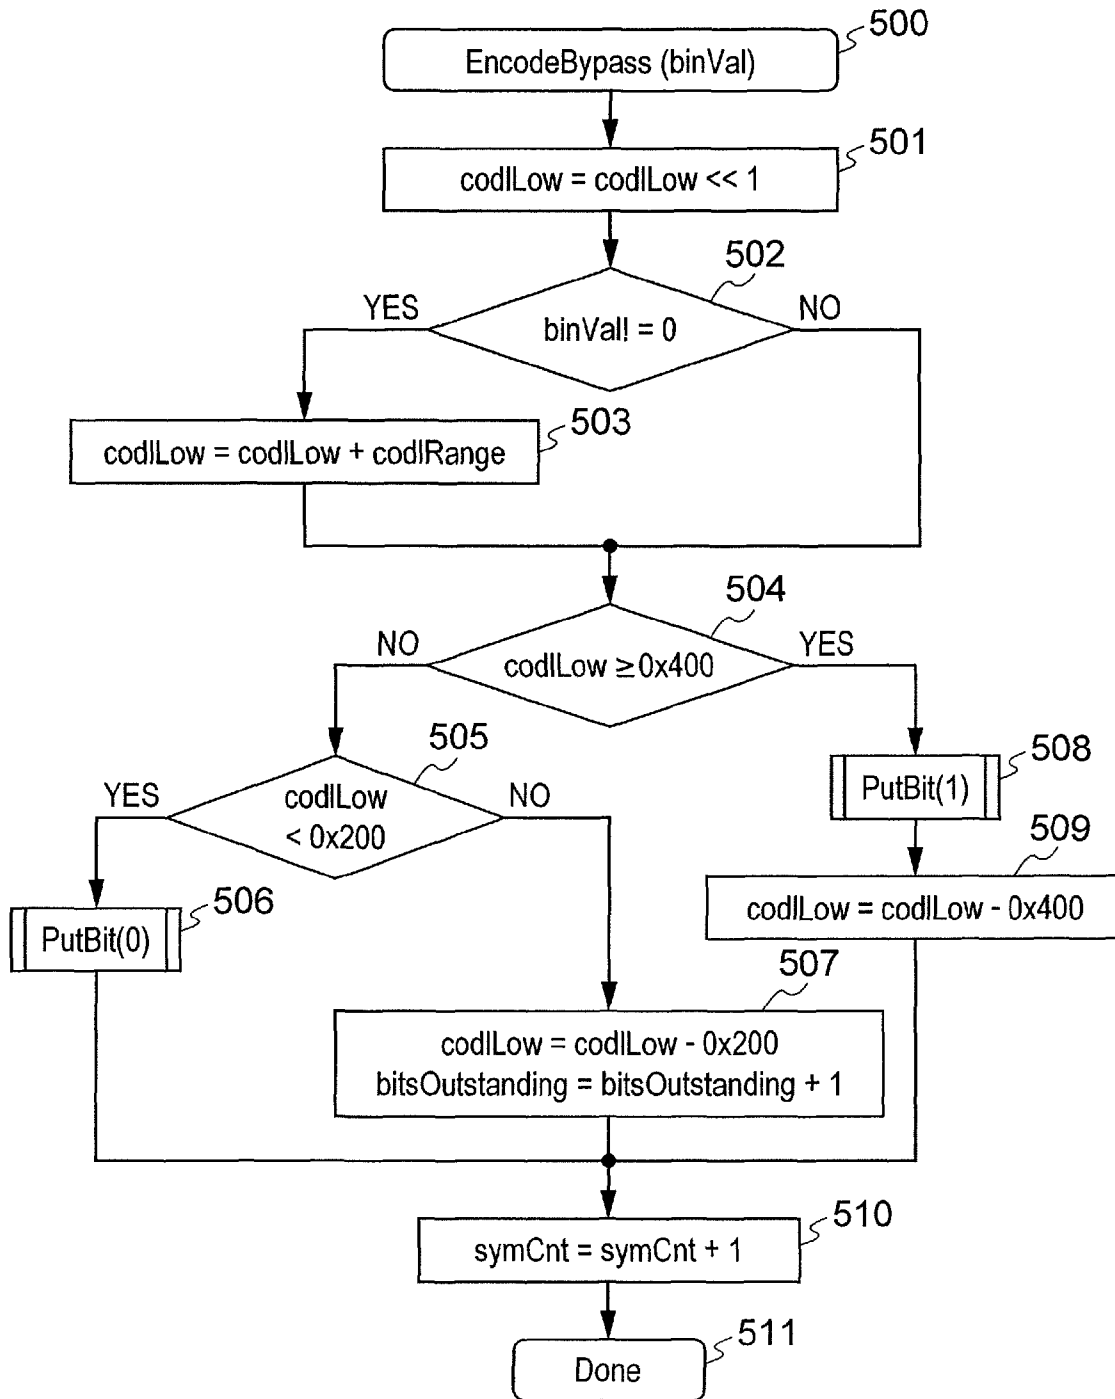 500
EncodeBypass (binVal)
501
codILow = codILow << 1
502
YES
NO
binVal! = 0
503
codILow = codILow + codIRange
504
NO
YES
codILow ≥ 0x400
505
508
YES
NO
codILow
< 0x200
PutBit(1)
509
506
codILow = codILow - 0x400
PutBit(0)
507
codILow = codILow - 0x200
bitsOutstanding = bitsOutstanding + 1
510
symCnt = symCnt + 1
511
Done